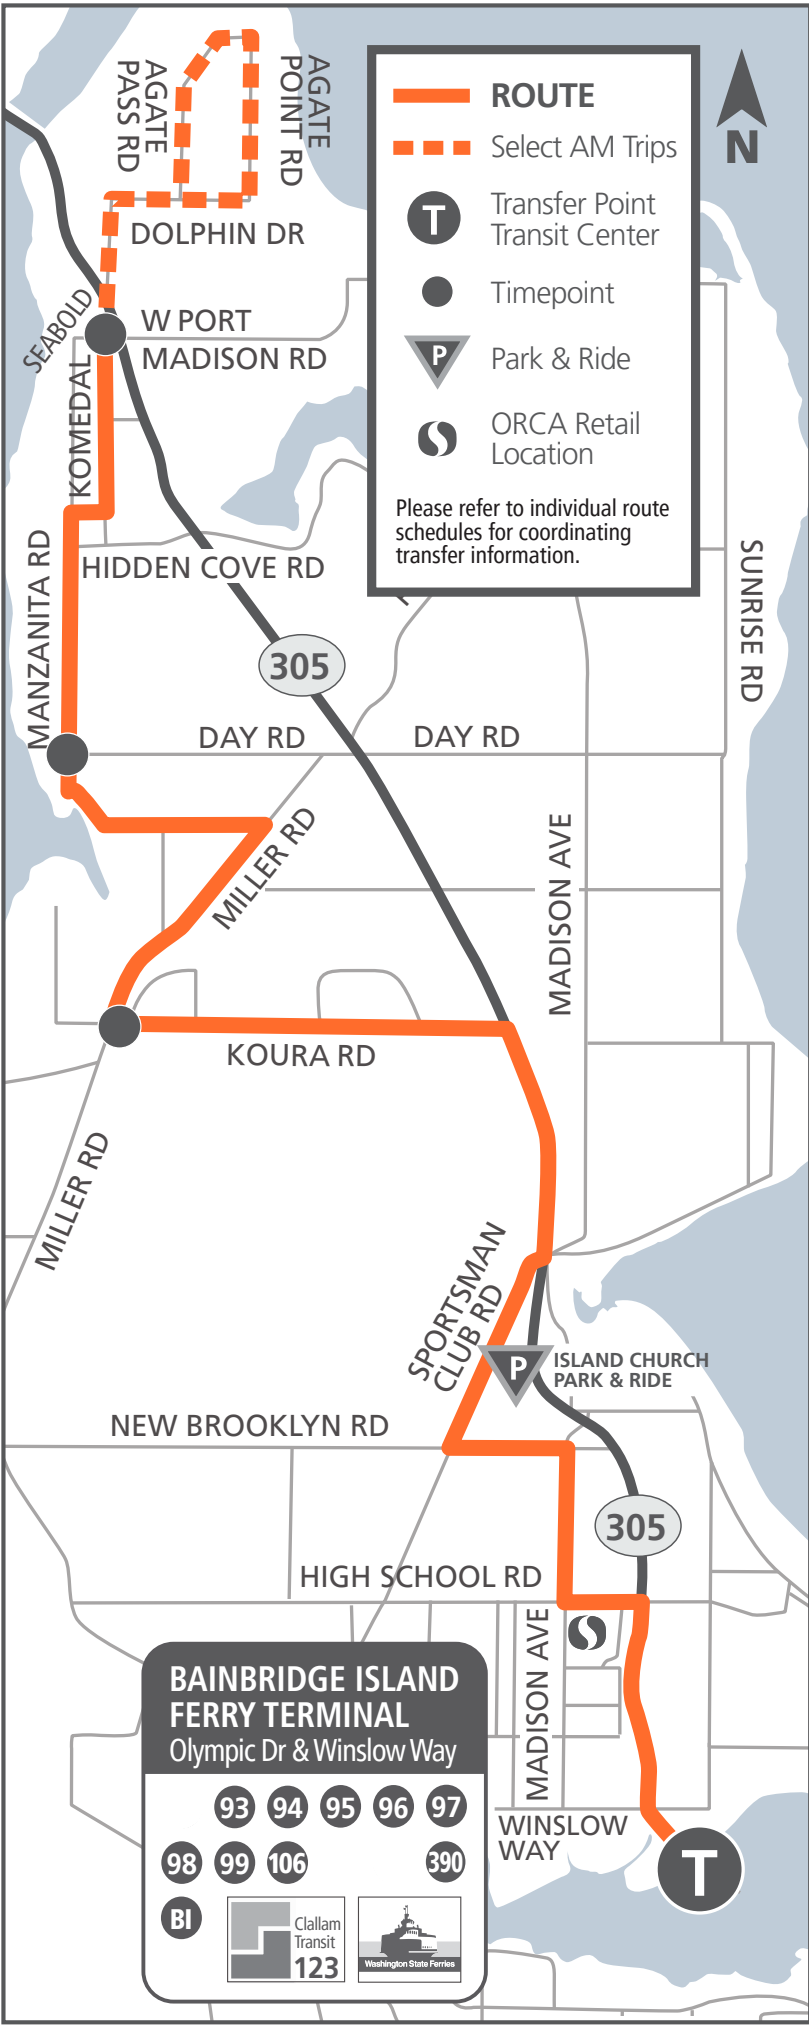 AGATE
PASS RD
AGATE
POINT RD
ROUTE
Select AM Trips
T
Transfer Point
Transit Center
Timepoint
P
Park & Ride
ORCA Retail
Location
Please refer to individual route
schedules for coordinating
transfer information.
N
DOLPHIN DR
SEABOLD
W PORT
MADISON RD
KOMEDAL
HIDDEN COVE RD
MANZANITA RD
SUNRISE RD
305
DAY RD
DAY RD
MILLER RD
MADISON AVE
KOURA RD
MILLER RD
SPORTSMAN
CLUB RD
P
ISLAND CHURCH
PARK & RIDE
NEW BROOKLYN RD
305
HIGH SCHOOL RD
MADISON AVE
BAINBRIDGE ISLAND
FERRY TERMINAL
Olympic Dr & Winslow Way
93 94 95 96 97
98 99 106 390
BI
Clallam
Transit
123
Washington State Ferries
WINSLOW
WAY
T